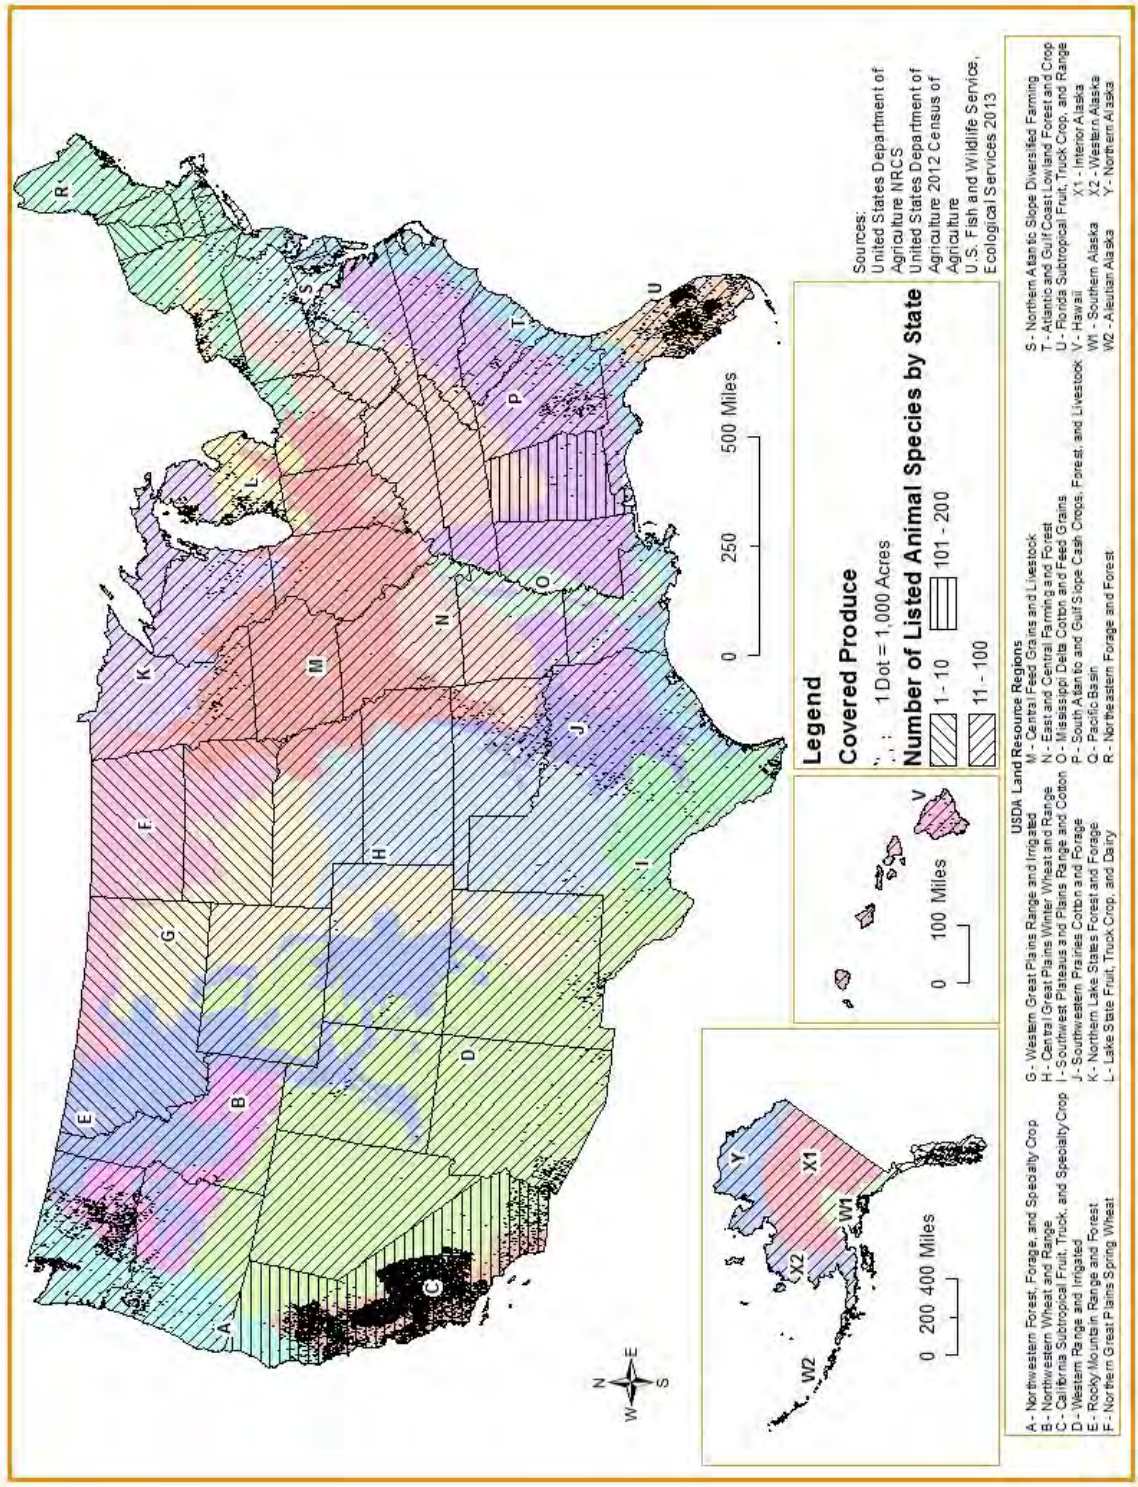 R
S
T
U
P
L
K
M
N
O
J
I
F
G
H
E
B
D
A
C
N
W
E
S
0
250
500 Miles
Y
X1
X2
W1
W2
0 200 400 Miles
V
0
100 Miles
Legend
Covered Produce
1 Dot = 1,000 Acres
Number of Listed Animal Species by State
1 - 10
101 - 200
11 - 100
Sources:
United States Department of
Agriculture NRCS
United States Department of
Agriculture 2012 Census of
Agriculture
U.S. Fish and Wildlife Service,
Ecological Services 2013
USDA Land Resource Regions
A - Northwestern Forest, Forage, and Specialty Crop
B - Northwestern Wheat and Range
C - California Subtropical Fruit, Truck, and Specialty Crop
D - Western Range and Irrigated
E - Rocky Mountain Range and Forest
F - Northern Great Plains Spring Wheat
G - Western Great Plains Range and Irrigated
H - Central Great Plains Winter Wheat and Range
I - Southwest Plateaus and Plains Range and Cotton
J - Southwestern Prairies Cotton and Forage
K - Northern Lake States Forest and Forage
L - Lake State Fruit, Truck Crop, and Dairy
M - Central Feed Grains and Livestock
N - East and Central Farming and Forest
O - Mississippi Delta Cotton and Feed Grains
P - South Atlantic and Gulf Slope Cash Crops, Forest, and Livestock
Q - Pacific Basin
R - Northeastern Forage and Forest
S - Northern Atlantic Slope Diversified Farming
T - Atlantic and Gulf Coast Lowland Forest and Crop
U - Florida Subtropical Fruit, Truck Crop, and Range
V - Hawaii
W1 - Southern Alaska
W2 - Aleutian Alaska
X1 - Interior Alaska
X2 - Western Alaska
Y - Northern Alaska